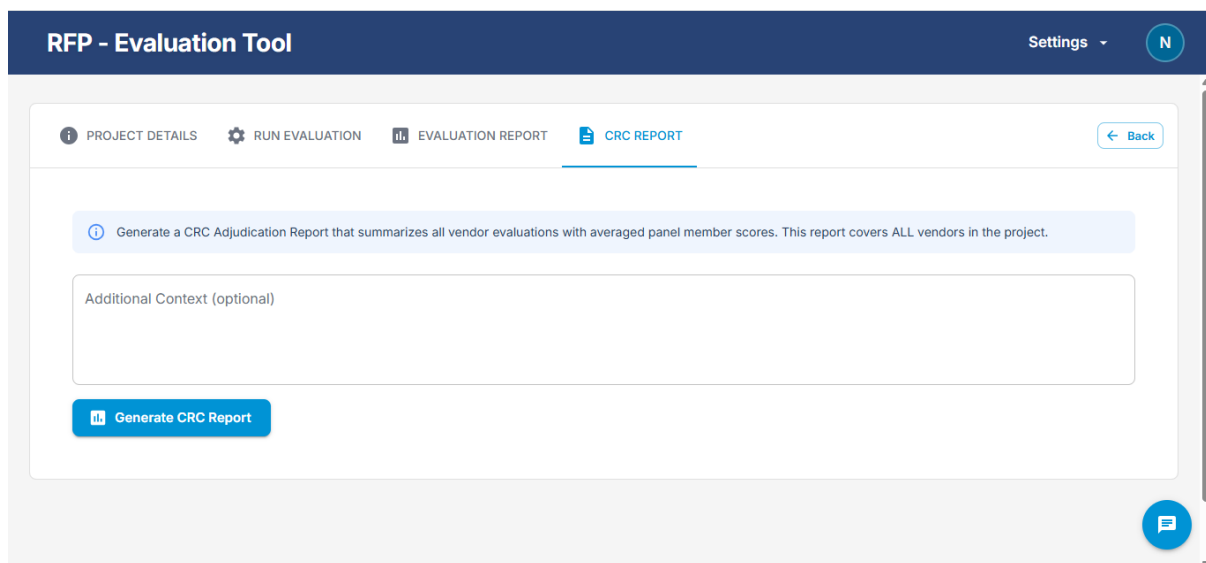 RFP - Evaluation Tool
Settings
N
PROJECT DETAILS
RUN EVALUATION
EVALUATION REPORT
CRC REPORT
Back
Generate a CRC Adjudication Report that summarizes all vendor evaluations with averaged panel member scores. This report covers ALL vendors in the project.
Additional Context (optional)
Generate CRC Report